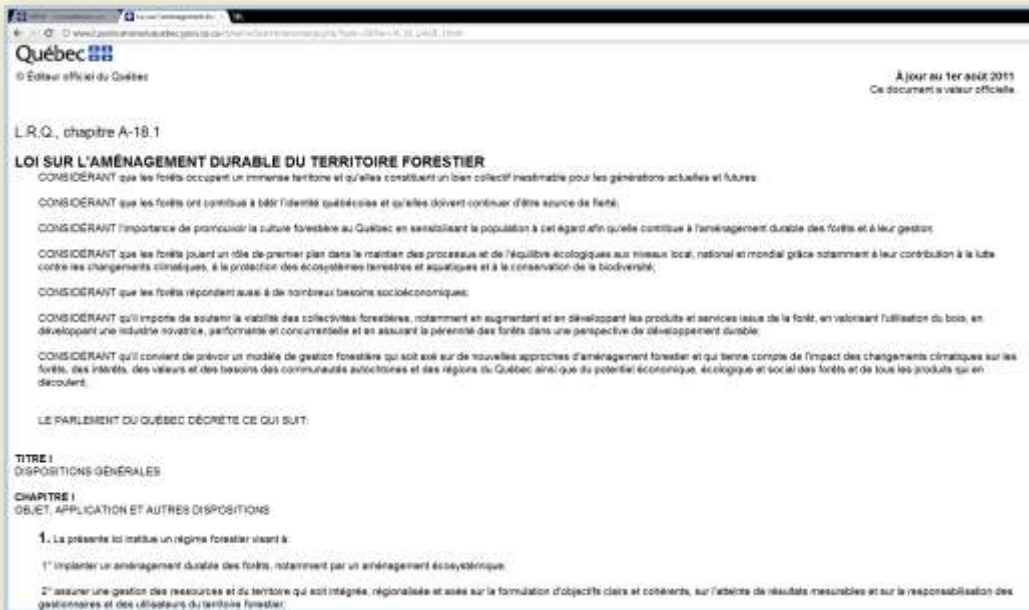 Québec
© Éditeur officiel du Québec
À jour au 1er août 2011
Ce document a valeur officielle.
L.R.Q., chapitre A-18.1
LOI SUR L'AMÉNAGEMENT DURABLE DU TERRITOIRE FORESTIER
CONSIDÉRANT que les forêts occupent un immense territoire et qu'elles constituent un bien collectif inestimable pour les générations actuelles et futures;
CONSIDÉRANT que les forêts ont contribué à bâtir l'identité québécoise et qu'elles doivent continuer d'être source de fierté;
CONSIDÉRANT l'importance de promouvoir la culture forestière au Québec en sensibilisant la population à cet égard afin qu'elle contribue à l'aménagement durable des forêts et à leur gestion;
CONSIDÉRANT que les forêts jouent un rôle de premier plan dans le maintien des processus et de l'équilibre écologiques aux niveaux local, national et mondial grâce notamment à leur contribution à la lutte
contre les changements climatiques, à la protection des écosystèmes terrestres et aquatiques et à la conservation de la biodiversité;
CONSIDÉRANT que les forêts répondent aussi à de nombreux besoins socioéconomiques;
CONSIDÉRANT qu'il importe de soutenir la viabilité des collectivités forestières, notamment en augmentant et en développant les produits et services issus de la forêt, en valorisant l'utilisation du bois, en
développant une industrie novatrice, performante et concurrentielle et en assurant la pérennité des forêts dans une perspective de développement durable;
CONSIDÉRANT qu'il convient de prévoir un modèle de gestion forestière qui soit axé sur de nouvelles approches d'aménagement forestier et qui tienne compte de l'impact des changements climatiques sur les
forêts, des intérêts, des valeurs et des besoins des communautés autochtones et des régions du Québec ainsi que du potentiel économique, écologique et social des forêts et de tous les produits qui en
découlent;
LE PARLEMENT DU QUÉBEC DÉCRÈTE CE QUI SUIT:
TITRE I
DISPOSITIONS GÉNÉRALES
CHAPITRE I
OBJET, APPLICATION ET AUTRES DISPOSITIONS
1. La présente loi institue un régime forestier visant à:
1° implanter un aménagement durable des forêts, notamment par un aménagement écosystémique;
2° assurer une gestion des ressources et du territoire qui soit intégrée, régionalisée et axée sur la formulation d'objectifs clairs et cohérents, sur l'atteinte de résultats mesurables et sur la responsabilisation des
gestionnaires et des utilisateurs du territoire forestier;